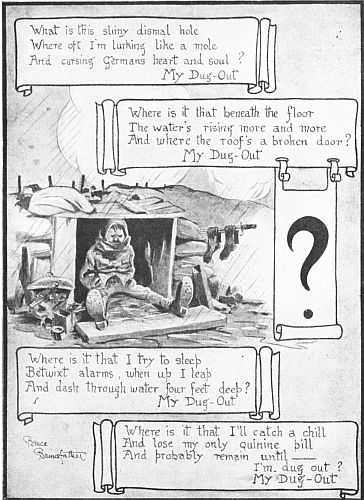 What is this slimy dismal hole
Where oft I'm lurking like a mole
And cursing Germans heart and soul ?
My Dug-Out
Where is it that beneath the floor
The water's rising more and more
And where the roof's a broken door?
My Dug-Out
?
Where is it that I try to sleep
Betwixt alarms, when up I leap
And dash through water four feet deep?
My Dug-Out
Bruce
Bairnsfather
Where is it that I'll catch a chill
And lose my only quinine pill
And probably remain until ——
I'm dug out ?
My Dug-Out